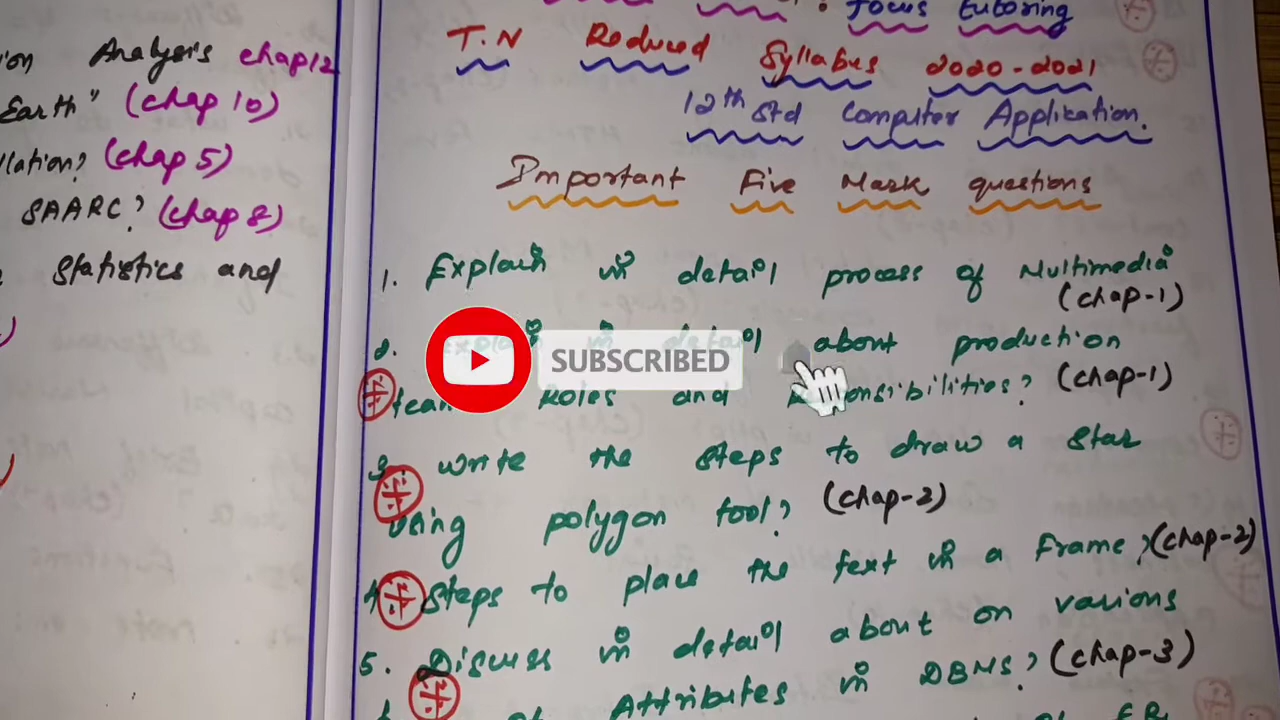 Analysis chap 12
Earth" (chap 10)
(chap 5)
SAARC? (chap 8)
Statistics and
: Focus tutoring
T.N Reduced Syllabus 2020-2021
12th Std Computer Application.
Important Five Mark questions
1. Explain in detail process of Multimedia
(chap-1)
2. Explain in detail about production
Roles and Responsibilities? (chap-1)
SUBSCRIBED
3. Write the steps to draw a Star
using polygon tool? (chap-2)
4. Steps to place the text in a Frame? (chap-2)
5. Discuss in detail about on various
Attributes in DBMS? (chap-3)